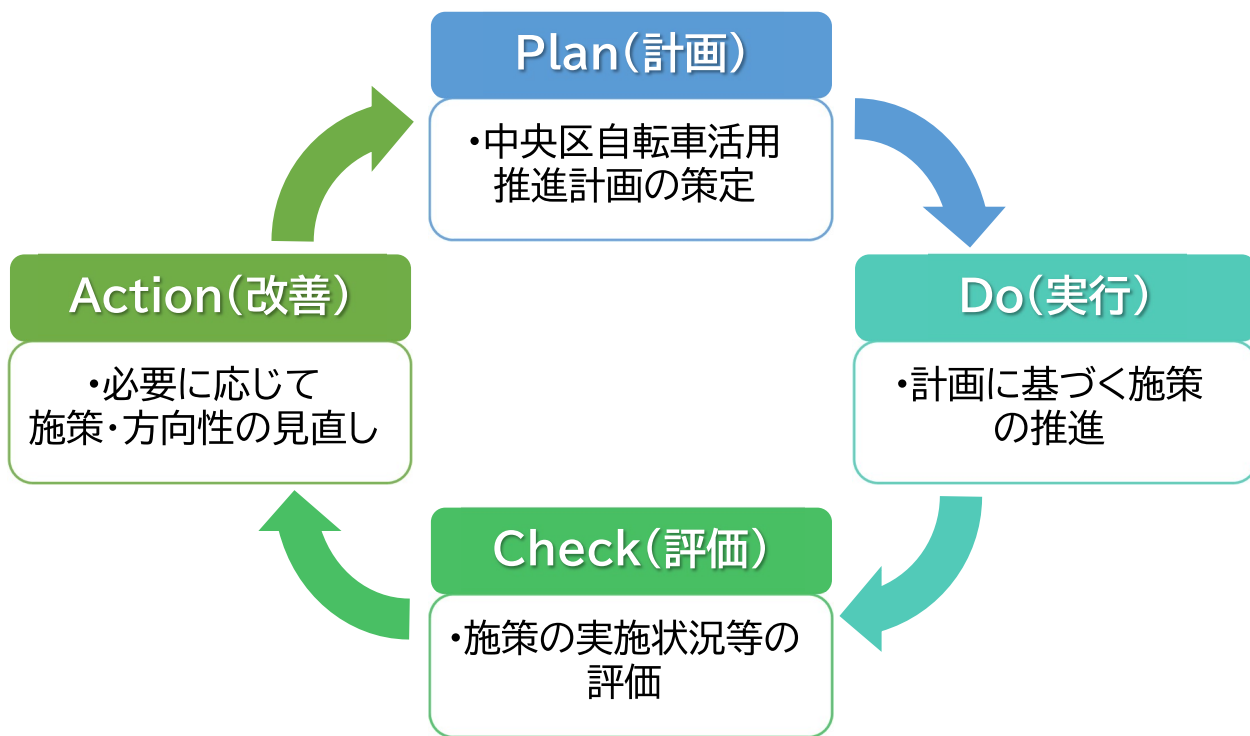 Plan(計画)
・中央区自転車活用
推進計画の策定
Do(実行)
・計画に基づく施策
の推進
Check(評価)
・施策の実施状況等の
評価
Action(改善)
・必要に応じて
施策・方向性の見直し